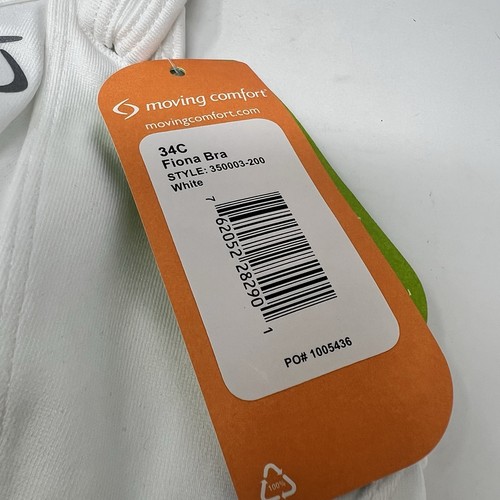 moving comfort®
movingcomfort.com
34C
Fiona Bra
STYLE: 350003-200
White
7 62052 28290 1
PO# 1005436
100%